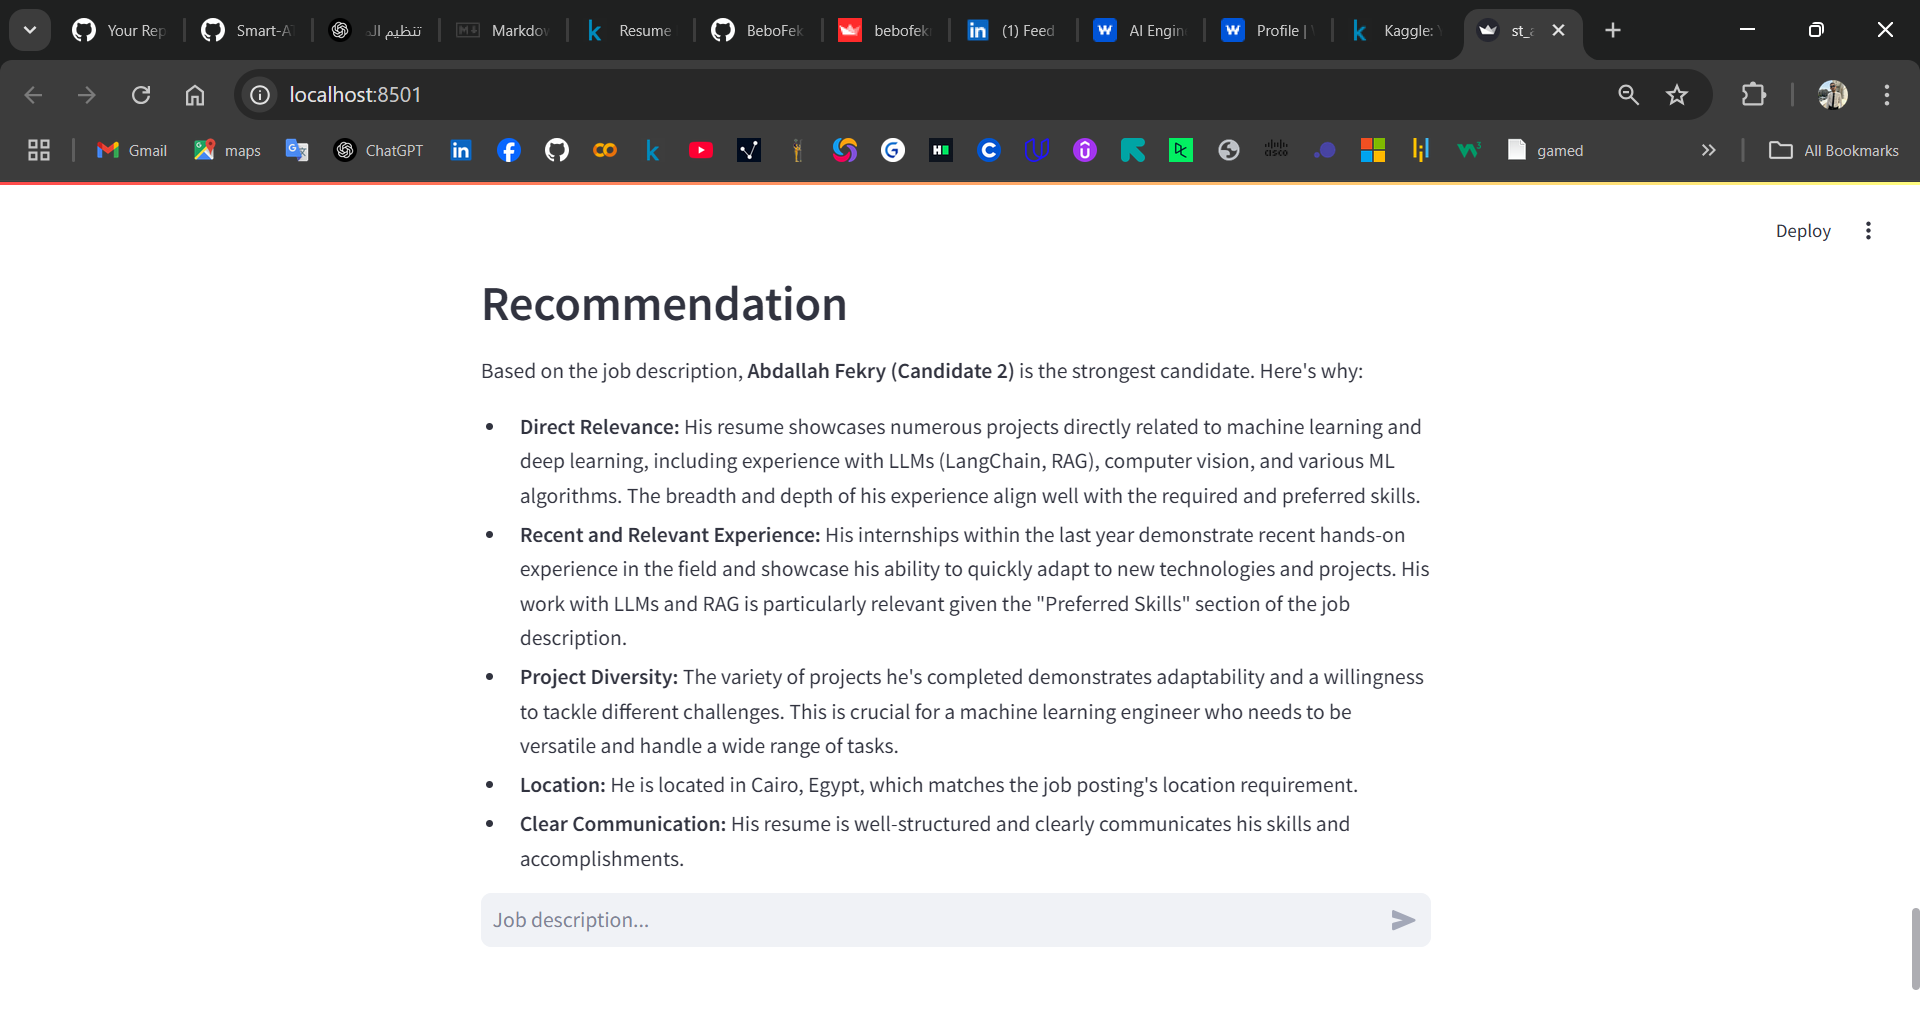 Your Rep
Smart-AT
تنظيم الم
Markdow
Resume
BeboFek
bebofek
(1) Feed
AI Engin
Profile |
Kaggle: Y
st_a
localhost:8501
Gmail
maps
ChatGPT
cisco
gamed
All Bookmarks
Deploy
Recommendation
Based on the job description, Abdallah Fekry (Candidate 2) is the strongest candidate. Here's why:
• Direct Relevance: His resume showcases numerous projects directly related to machine learning and
deep learning, including experience with LLMs (LangChain, RAG), computer vision, and various ML
algorithms. The breadth and depth of his experience align well with the required and preferred skills.
• Recent and Relevant Experience: His internships within the last year demonstrate recent hands-on
experience in the field and showcase his ability to quickly adapt to new technologies and projects. His
work with LLMs and RAG is particularly relevant given the "Preferred Skills" section of the job
description.
• Project Diversity: The variety of projects he's completed demonstrates adaptability and a willingness
to tackle different challenges. This is crucial for a machine learning engineer who needs to be
versatile and handle a wide range of tasks.
• Location: He is located in Cairo, Egypt, which matches the job posting's location requirement.
• Clear Communication: His resume is well-structured and clearly communicates his skills and
accomplishments.
Job description...